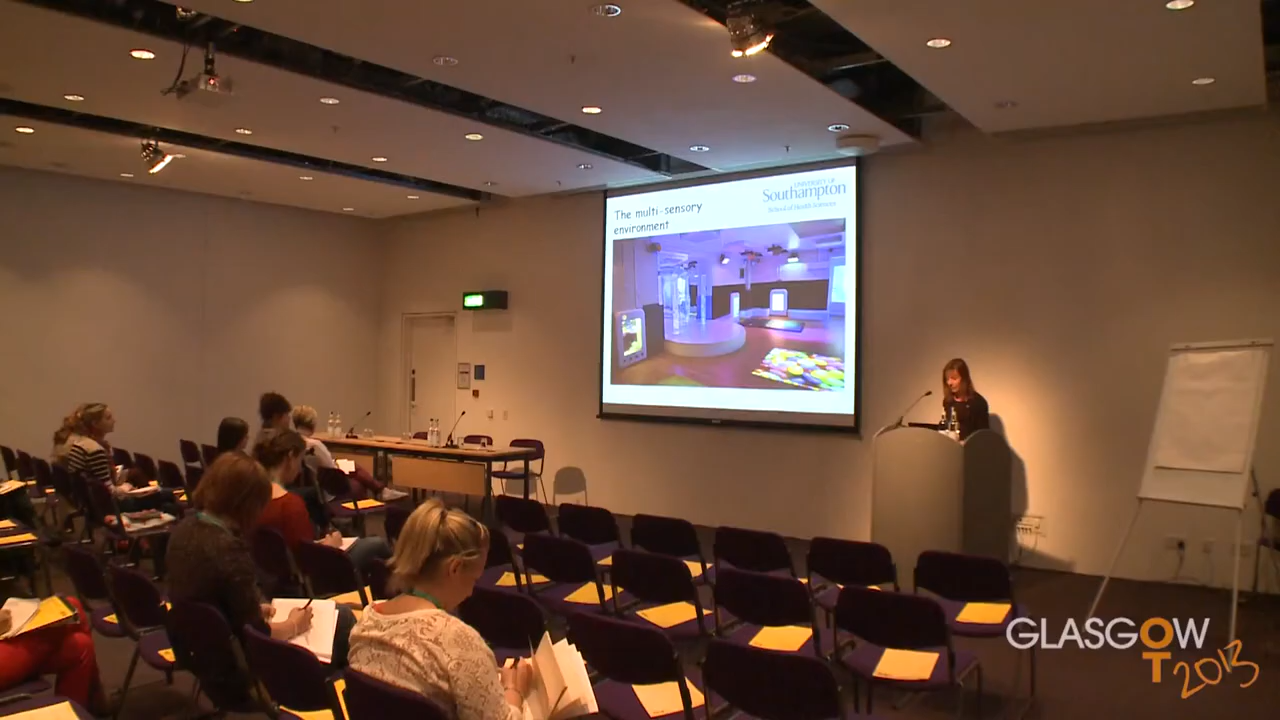 The multi-sensory
environment
UNIVERSITY OF
Southampton
School of Health Sciences
GLASGOW
OT
2013